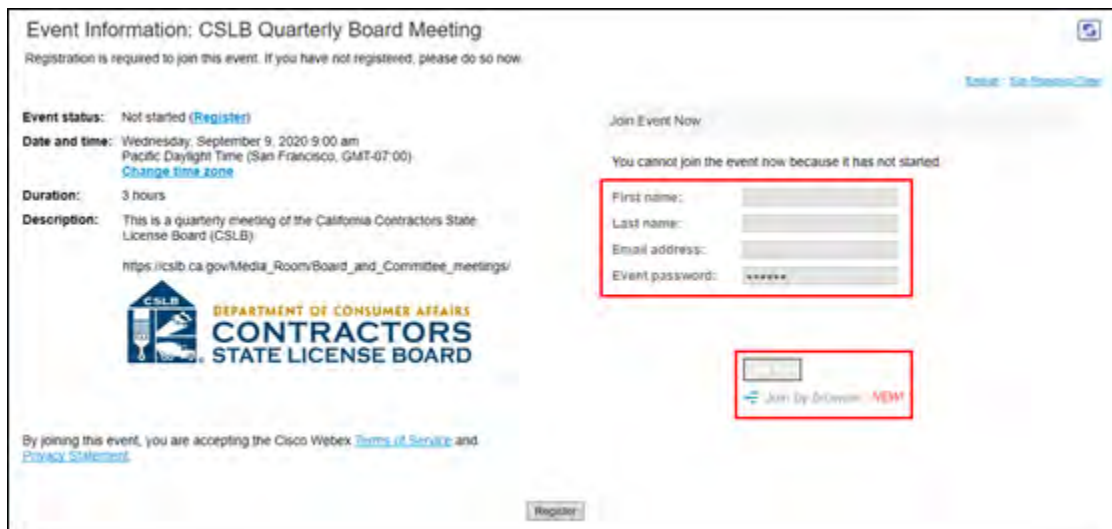 Event Information: CSLB Quarterly Board Meeting
Registration is required to join this event. If you have not registered, please do so now.
English
Event status: Not started (Register)
Date and time: Wednesday, September 9, 2020 9:00 am
Pacific Daylight Time (San Francisco, GMT-07:00)
Change time zone
Duration: 3 hours
Description: This is a quarterly meeting of the California Contractors State
License Board (CSLB)
https://cslb.ca.gov/Media_Room/Board_and_Committee_meetings/
CSLB
DEPARTMENT OF CONSUMER AFFAIRS
CONTRACTORS
STATE LICENSE BOARD
By joining this event, you are accepting the Cisco Webex Terms of Service and
Privacy Statement.
Join Event Now
You cannot join the event now because it has not started.
First name:
Last name:
Email address:
Event password: ••••••
Join by browser NEW!
Register